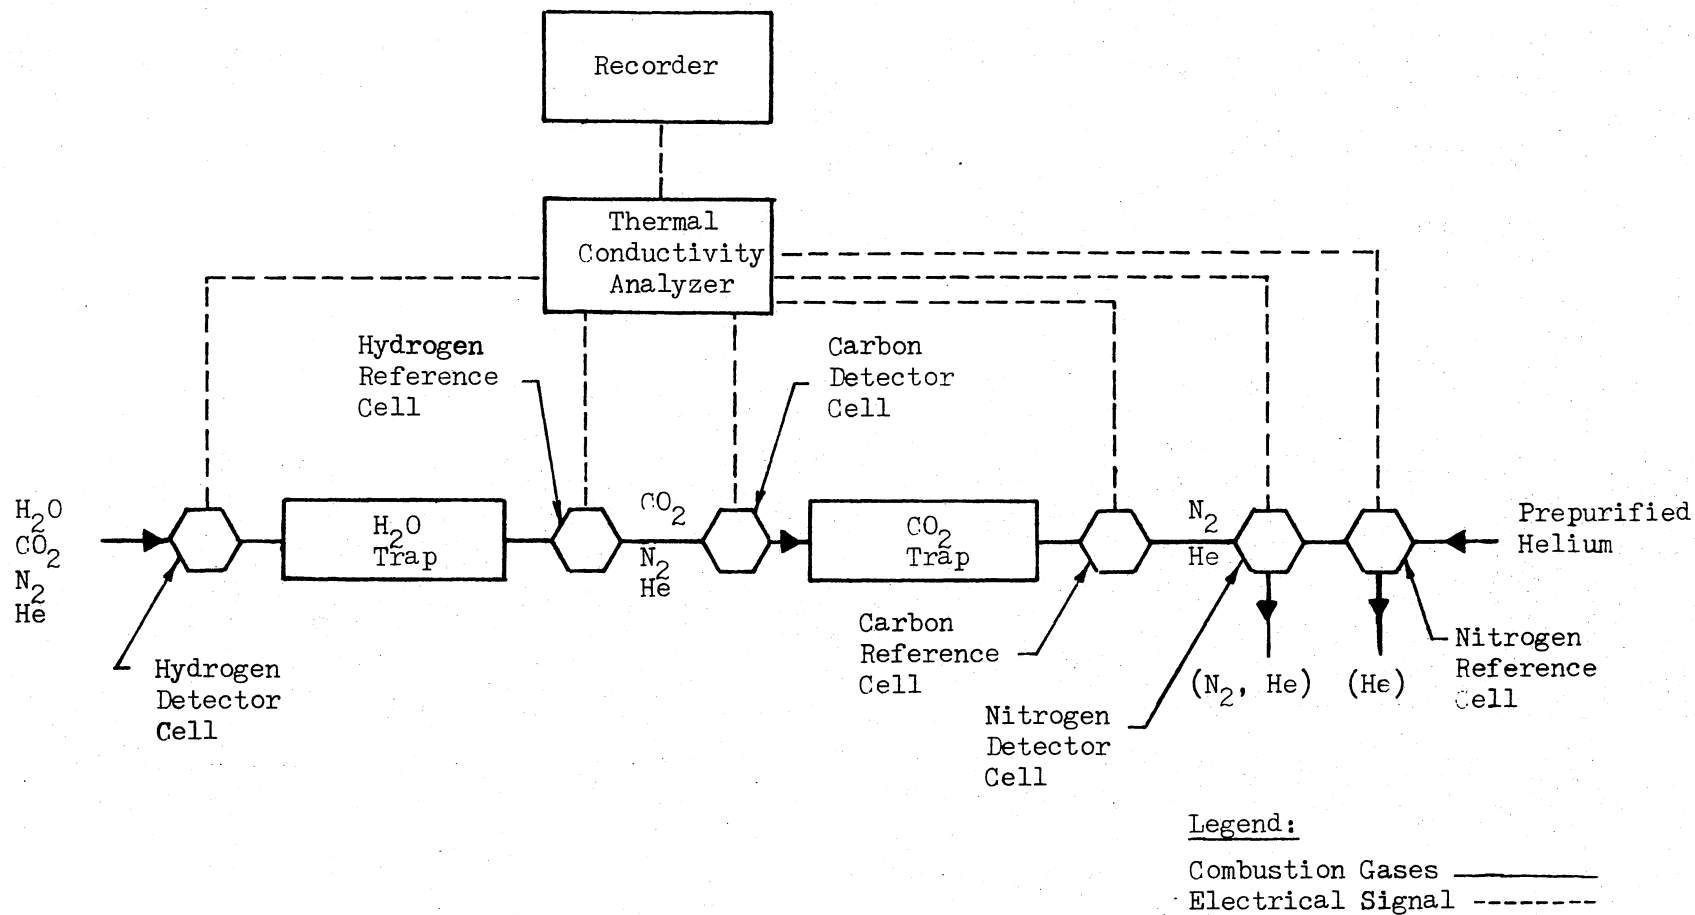 Recorder
Thermal
Conductivity
Analyzer
Hydrogen
Reference
Cell
Carbon
Detector
Cell
H2O
CO2
N2
He
H2O
Trap
CO2
N2
He
CO2
Trap
N2
He
Prepurified
Helium
Hydrogen
Detector
Cell
Carbon
Reference
Cell
Nitrogen
Detector
Cell
(N2, He)
(He)
Nitrogen
Reference
Cell
Legend:
Combustion Gases
Electrical Signal